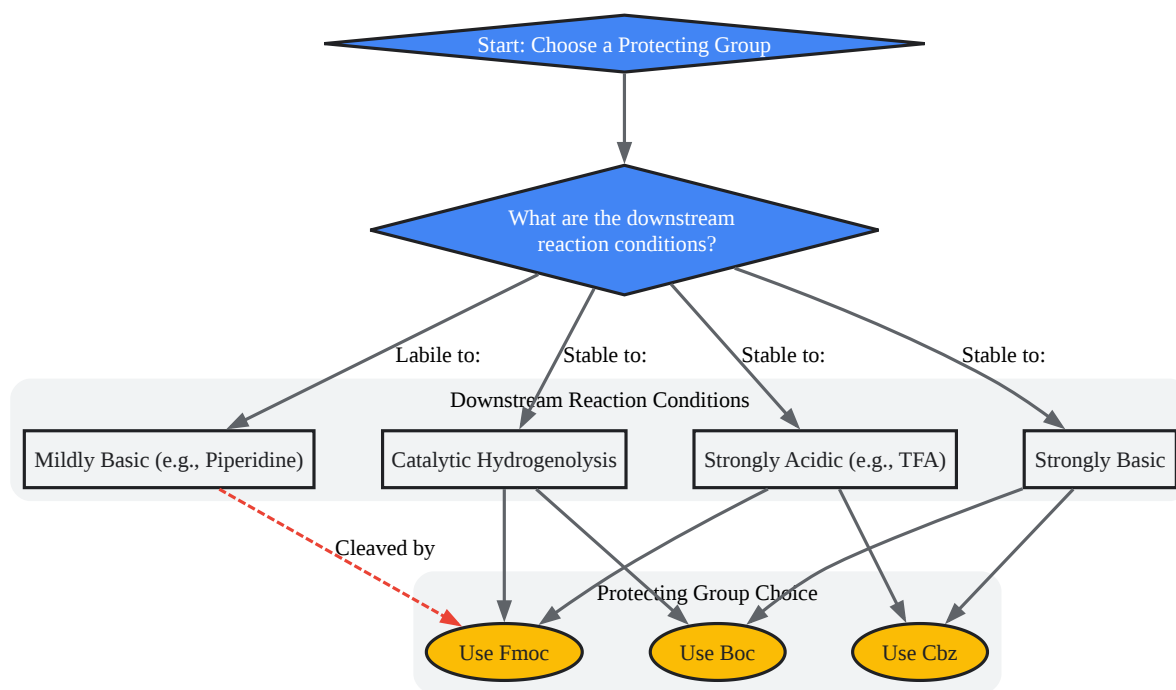 Start: Choose a Protecting Group
What are the downstream
reaction conditions?
Labile to:
Stable to:
Stable to:
Stable to:
Downstream Reaction Conditions
Mildly Basic (e.g., Piperidine)
Catalytic Hydrogenolysis
Strongly Acidic (e.g., TFA)
Strongly Basic
Cleaved by
Protecting Group Choice
Use Fmoc
Use Boc
Use Cbz